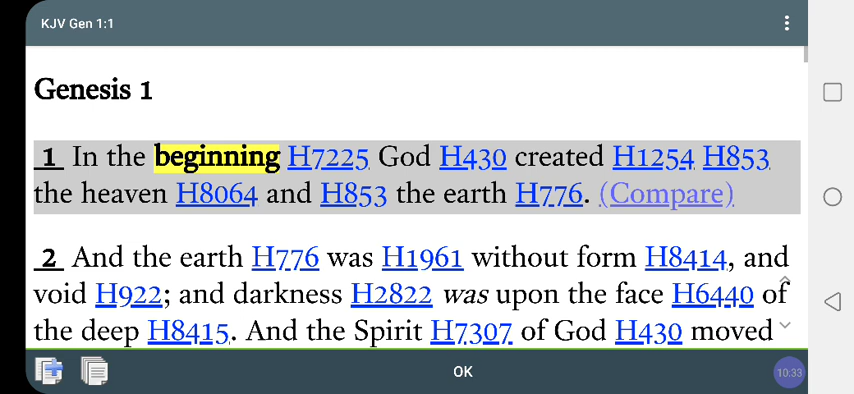 KJV Gen 1:1
Genesis 1
1 In the beginning H7225 God H430 created H1254 H853
the heaven H8064 and H853 the earth H776. (Compare)
2 And the earth H776 was H1961 without form H8414, and
void H922; and darkness H2822 was upon the face H6440 of
the deep H8415. And the Spirit H7307 of God H430 moved
OK
10:33